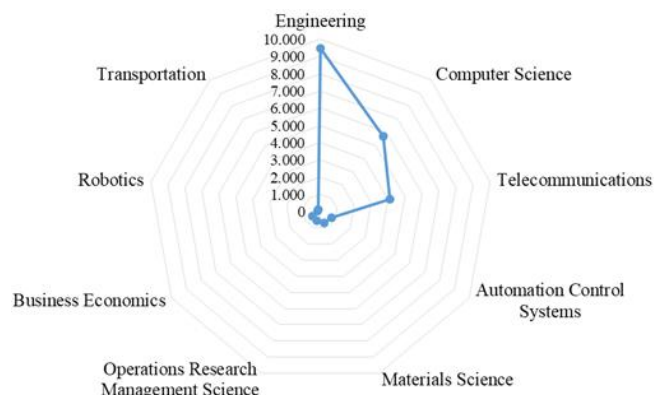 Engineering
10.000
9.000
8.000
7.000
6.000
5.000
4.000
3.000
2.000
1.000
0
Computer Science
Telecommunications
Automation Control
Systems
Materials Science
Operations Research
Management Science
Business Economics
Robotics
Transportation